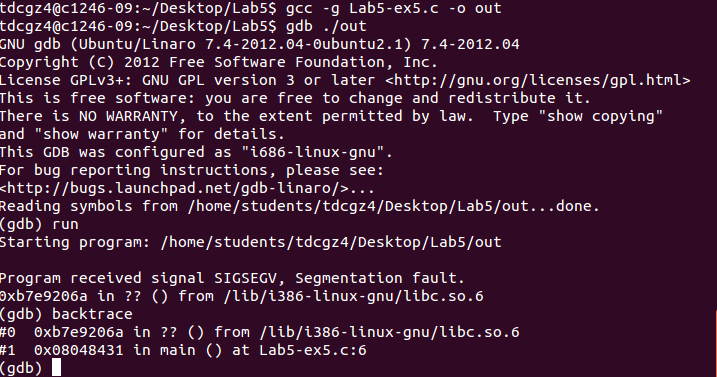 tdcgz4@c1246-09:~/Desktop/Lab5$ gcc -g Lab5-ex5.c -o out
tdcgz4@c1246-09:~/Desktop/Lab5$ gdb ./out
GNU gdb (Ubuntu/Linaro 7.4-2012.04-0ubuntu2.1) 7.4-2012.04
Copyright (C) 2012 Free Software Foundation, Inc.
License GPLv3+: GNU GPL version 3 or later <http://gnu.org/licenses/gpl.html>
This is free software: you are free to change and redistribute it.
There is NO WARRANTY, to the extent permitted by law.  Type "show copying"
and "show warranty" for details.
This GDB was configured as "i686-linux-gnu".
For bug reporting instructions, please see:
<http://bugs.launchpad.net/gdb-linaro/>...
Reading symbols from /home/students/tdcgz4/Desktop/Lab5/out...done.
(gdb) run
Starting program: /home/students/tdcgz4/Desktop/Lab5/out
Program received signal SIGSEGV, Segmentation fault.
0xb7e9206a in ?? () from /lib/i386-linux-gnu/libc.so.6
(gdb) backtrace
#0  0xb7e9206a in ?? () from /lib/i386-linux-gnu/libc.so.6
#1  0x08048431 in main () at Lab5-ex5.c:6
(gdb)